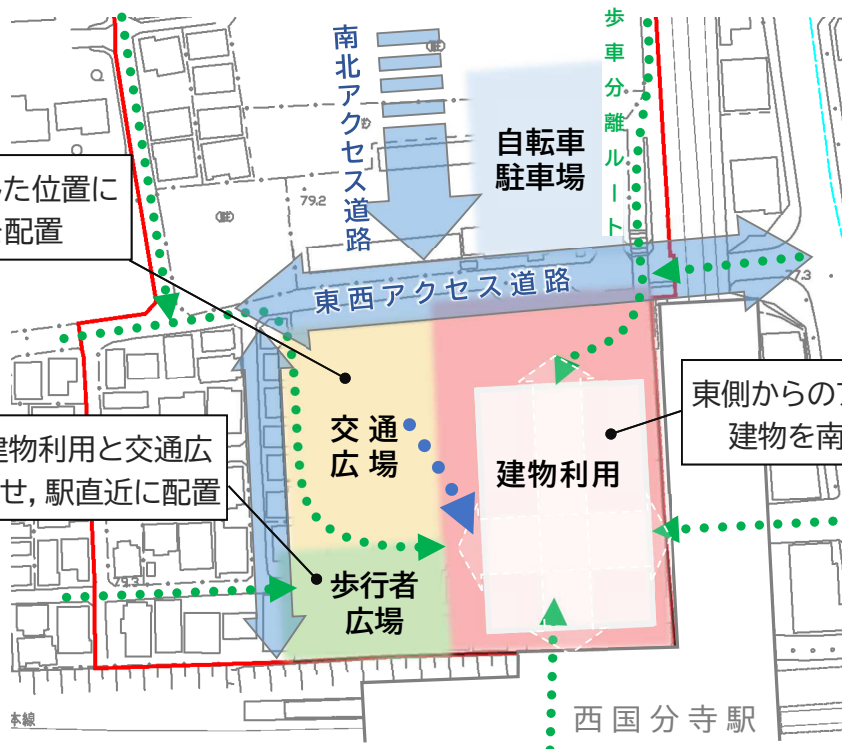 南北アクセス道路
歩車分離ルート
自転車
駐車場
た位置に
配置
79.2
東西アクセス道路
77.3
交通
広場
建物利用
東側からの
建物を南
建物利用と交通広
せ，駅直近に配置
79.3
歩行者
広場
西国分寺駅
本線